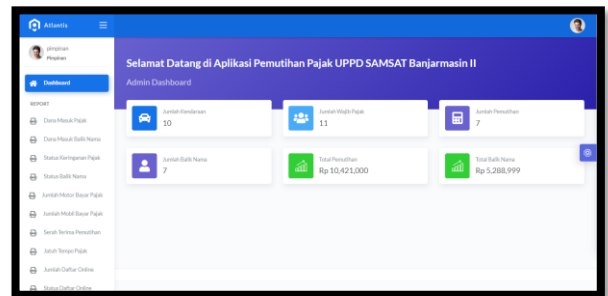 Atlantis
pimpinan
Pimpinan
Dashboard
REPORT
Dana Masuk Pajak
Dana Masuk Balik Nama
Status Keringanan Pajak
Status Balik Nama
Jumlah Motor Bayar Pajak
Jumlah Mobil Bayar Pajak
Serah Terima Pemutihan
Jatuh Tempo Pajak
Jumlah Daftar Online
Status Daftar Online
Selamat Datang di Aplikasi Pemutihan Pajak UPPD SAMSAT Banjarmasin II
Admin Dashboard
Jumlah Kendaraan
10
Jumlah Wajib Pajak
11
Jumlah Pemutihan
7
Jumlah Balik Nama
7
Total Pemutihan
Rp 10,421,000
Total Balik Nama
Rp 5,288,999